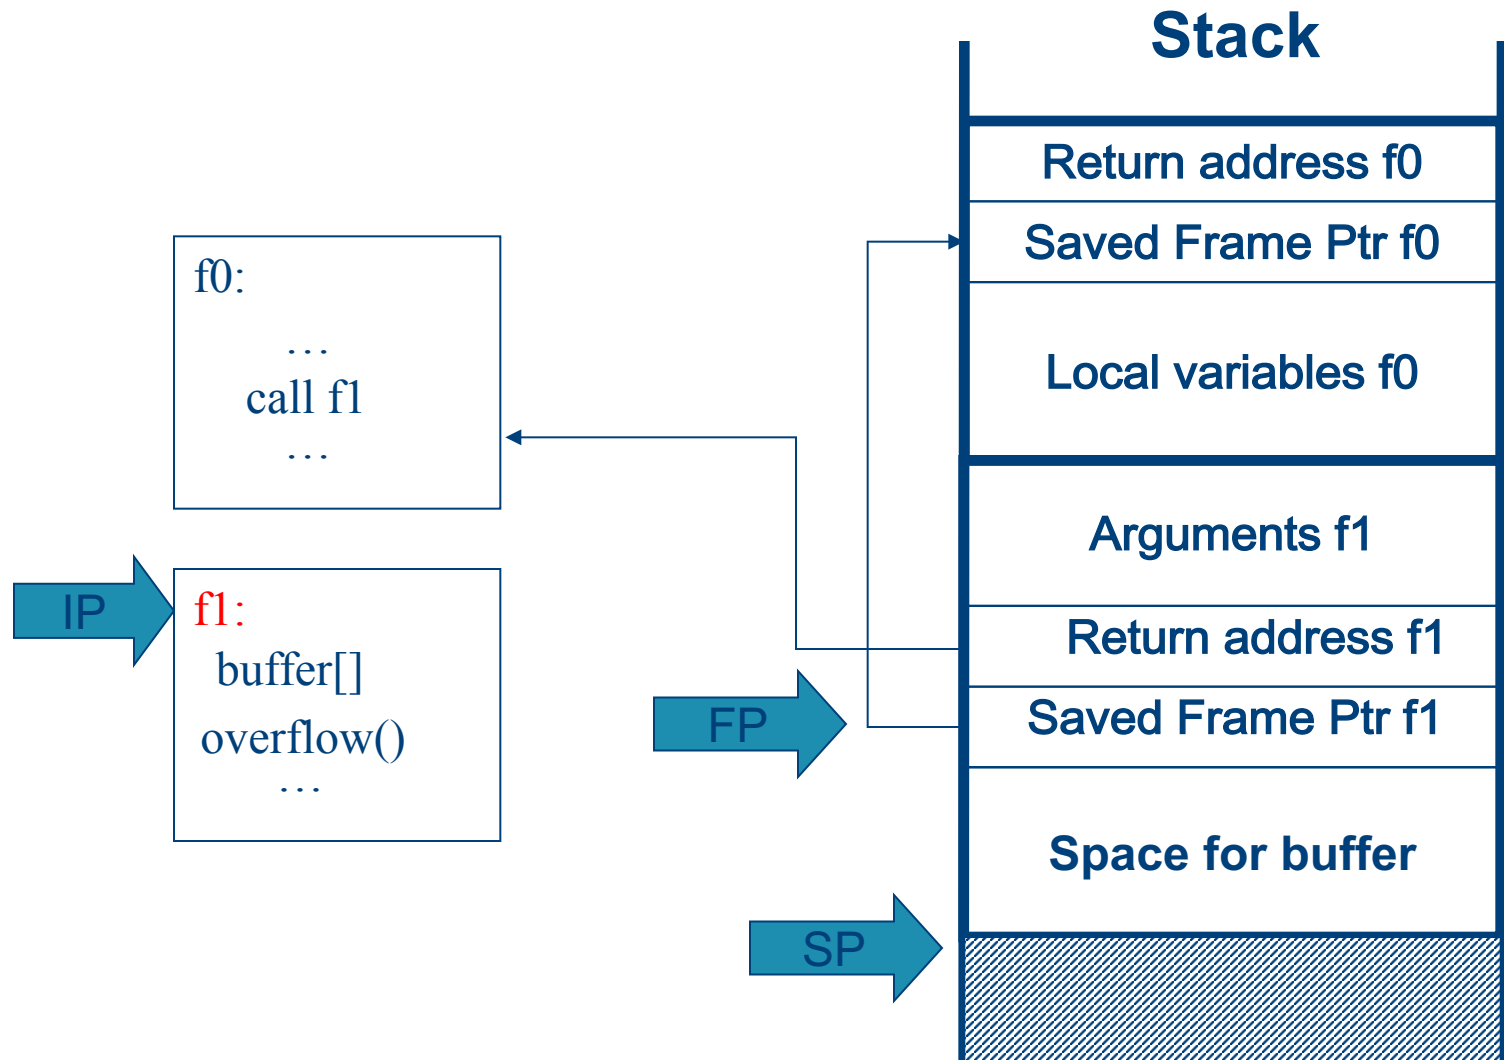 Stack
Return address f0
Saved Frame Ptr f0
Local variables f0
Arguments f1
Return address f1
Saved Frame Ptr f1
Space for buffer
f0:
…
call f1
…
IP
f1:
buffer[]
overflow()
…
FP
SP